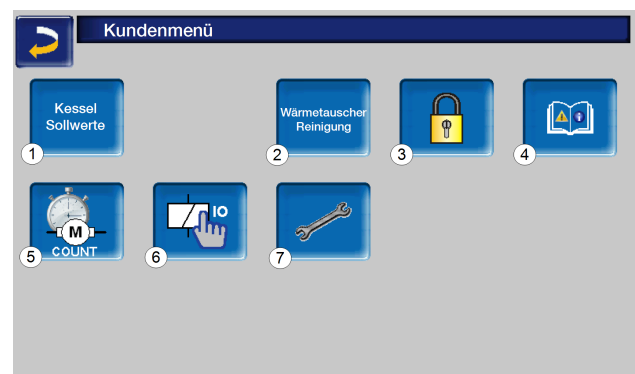 Kundenmenü
Kessel
Sollwerte
1
Wärmetauscher
Reinigung
2
3
4
M
COUNT
5
IO
6
7